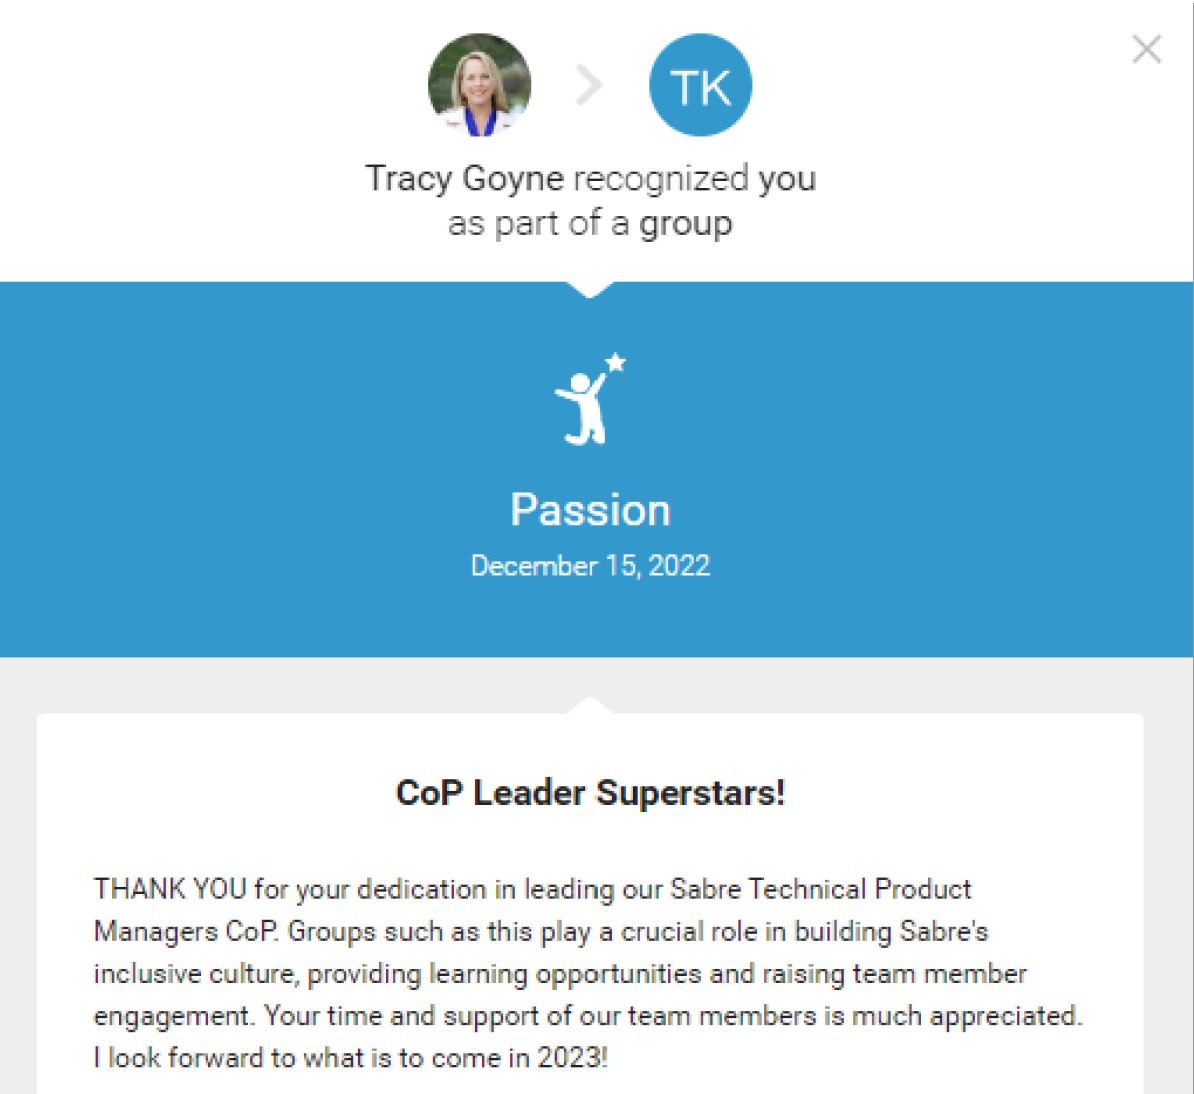 TK
Tracy Goyne recognized you
as part of a group
Passion
December 15, 2022
CoP Leader Superstars!
THANK YOU for your dedication in leading our Sabre Technical Product
Managers CoP. Groups such as this play a crucial role in building Sabre's
inclusive culture, providing learning opportunities and raising team member
engagement. Your time and support of our team members is much appreciated.
I look forward to what is to come in 2023!